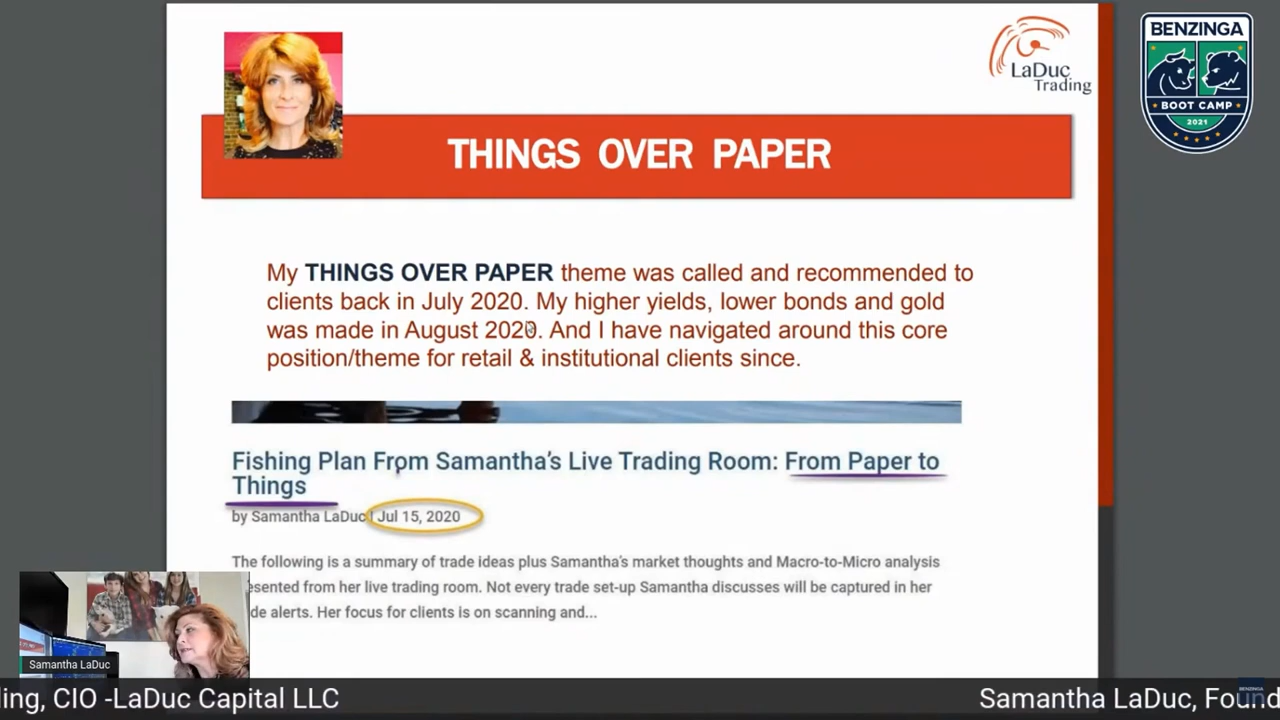 LaDuc
Trading
BENZINGA
BOOT CAMP
2021
THINGS OVER PAPER
My THINGS OVER PAPER theme was called and recommended to
clients back in July 2020. My higher yields, lower bonds and gold
was made in August 2020. And I have navigated around this core
position/theme for retail & institutional clients since.
Fishing Plan From Samantha's Live Trading Room: From Paper to
Things
by Samantha LaDuc | Jul 15, 2020
The following is a summary of trade ideas plus Samantha's market thoughts and Macro-to-Micro analysis
esented from her live trading room. Not every trade set-up Samantha discusses will be captured in her
de alerts. Her focus for clients is on scanning and...
Samantha LaDuc
ling, CIO -LaDuc Capital LLC
Samantha LaDuc, Found
BENZINGA